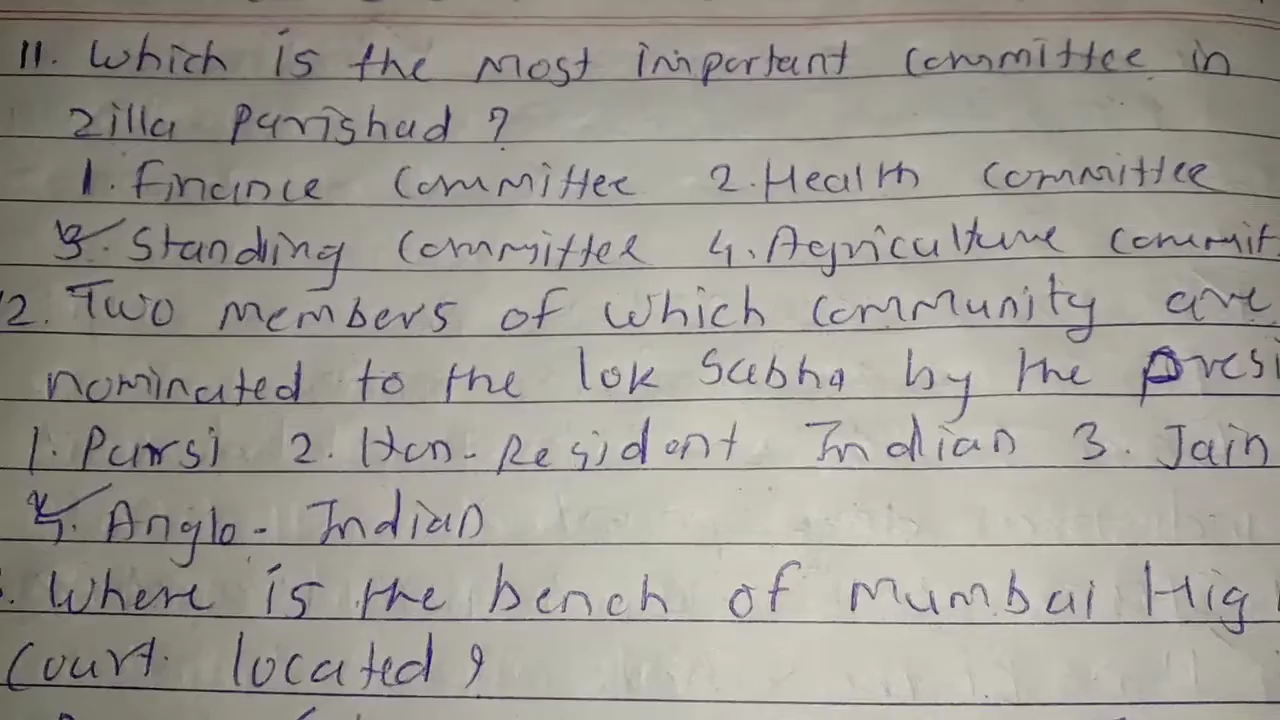 11. Which is the most important committee in
Zilla Parishad ?
1. Finance committee 2. Health committee
3. Standing committee 4. Agriculture commit
12. Two members of which community are
nominated to the lok Sabha by the presi
1. Parsi 2. Non-Resident Indian 3. Jain
4. Anglo-Indian
. Where is the bench of Mumbai Hig
Court located ?